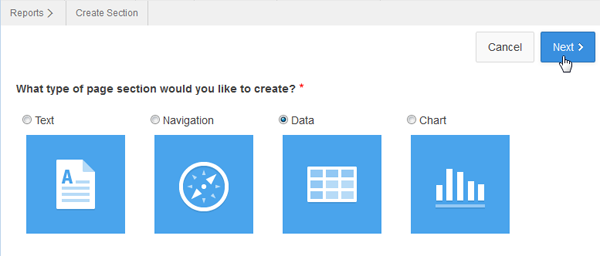 Reports Create Section
Cancel Next
What type of page section would you like to create? *
Text Navigation Data Chart
A